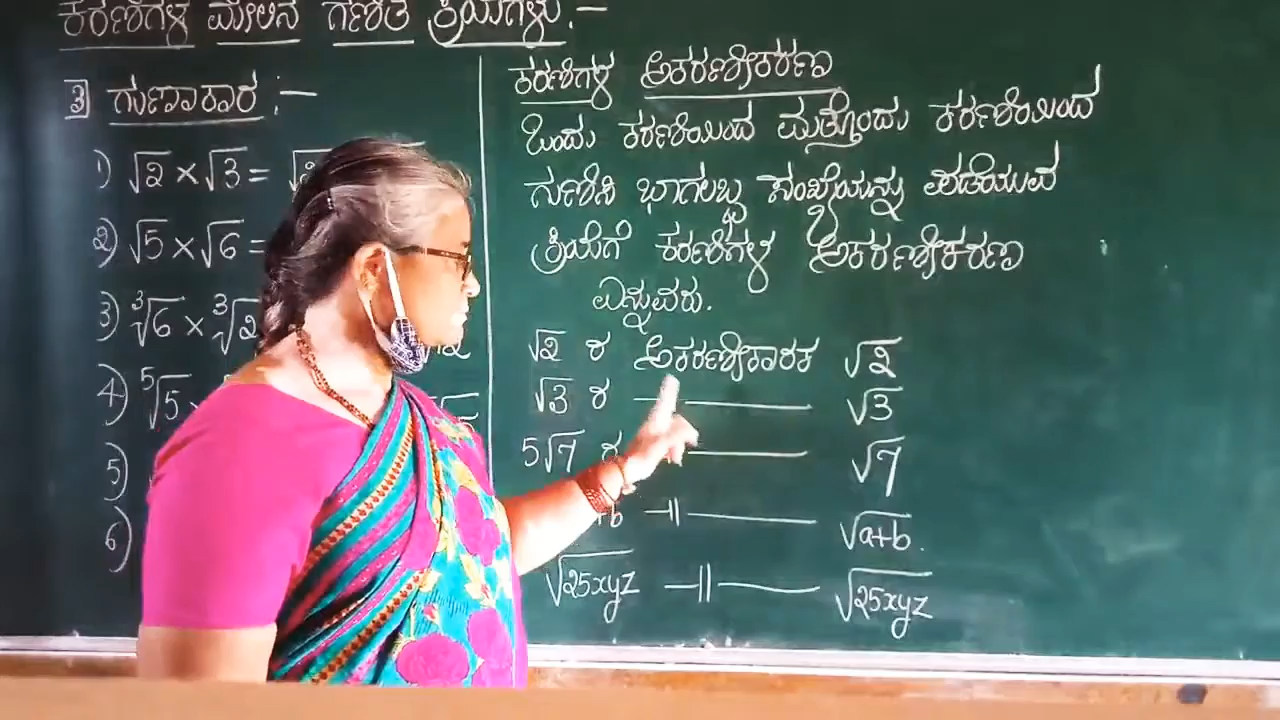 ಕರಣಿಗಳ ಮೇಲಿನ ಗಣಿತ ಕ್ರಿಯೆಗಳು :-
3) ಗುಣಾಕಾರ :-
1) √2 × √3 =
2) √5 × √6 =
3) ∛6 × ∛2
4) ⁵√5
5)
6)
ಕರಣಿಗಳ ಅಕರಣೀಕರಣ
ಒಂದು ಕರಣಿಯಿಂದ ಮತ್ತೊಂದು ಕರಣಿಯಿಂದ
ಗುಣಿಸಿ ಭಾಗಲಬ್ಧ ಸಂಖ್ಯೆಯನ್ನು ಪಡೆಯುವ
ಕ್ರಿಯೆಗೆ ಕರಣಿಗಳ ಅಕರಣೀಕರಣ
ಎನ್ನುವರು.
√2 ಕ ಅಕರಣೀಕಾರಕ √2
√3 ಕ — √3
5√7 ಕ — √7
+b —||— √a+b.
√25xyz —||— √25xyz